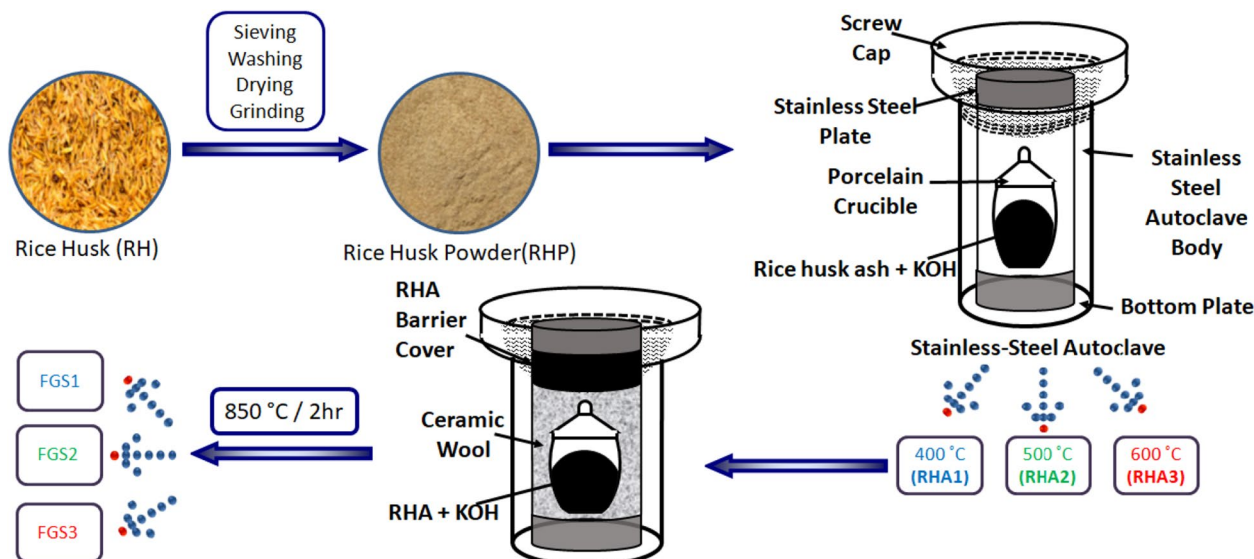 Sieving
Washing
Drying
Grinding
Rice Husk (RH)
Rice Husk Powder(RHP)
Screw
Cap
Stainless Steel
Plate
Porcelain
Crucible
Rice husk ash + KOH
Stainless
Steel
Autoclave
Body
Bottom Plate
Stainless-Steel Autoclave
400 °C
(RHA1)
500 °C
(RHA2)
600 °C
(RHA3)
RHA
Barrier
Cover
Ceramic
Wool
RHA + KOH
850 °C / 2hr
FGS1
FGS2
FGS3